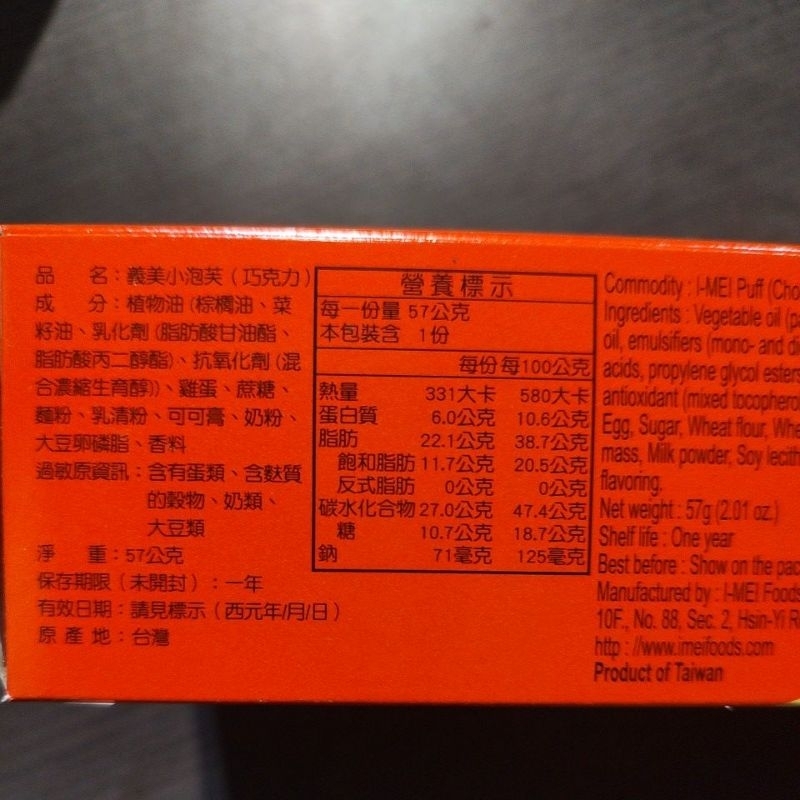 品 名：義美小泡芙（巧克力）
成 分：植物油（棕櫚油、菜
籽油、乳化劑（脂肪酸甘油酯、
脂肪酸丙二醇酯）、抗氧化劑（混
合濃縮生育醇））、雞蛋、蔗糖、
麵粉、乳清粉、可可膏、奶粉、
大豆卵磷脂、香料
過敏原資訊：含有蛋類、含麩質
的穀物、奶類、
大豆類
淨 重：57公克
保存期限（未開封）：一年
有效日期：請見標示（西元年/月/日）
原產地：台灣
營養標示
每一份量 57公克
本包裝含 1份
每份 每100公克
熱量 331大卡 580大卡
蛋白質 6.0公克 10.6公克
脂肪 22.1公克 38.7公克
飽和脂肪 11.7公克 20.5公克
反式脂肪 0公克 0公克
碳水化合物 27.0公克 47.4公克
糖 10.7公克 18.7公克
鈉 71毫克 125毫克
Commodity : I-MEI Puff (Cho
Ingredients : Vegetable oil (pa
oil, emulsifiers (mono- and di
acids, propylene glycol esters
antioxidant (mixed tocophero
Egg, Sugar, Wheat flour, Whe
mass, Milk powder, Soy lecith
flavoring.
Net weight : 57g (2.01 oz.)
Shelf life : One year
Best before : Show on the pac
Manufactured by : I-MEI Foods
10F., No. 88, Sec. 2, Hsin-Yi R
http : //www.imeifoods.com
Product of Taiwan